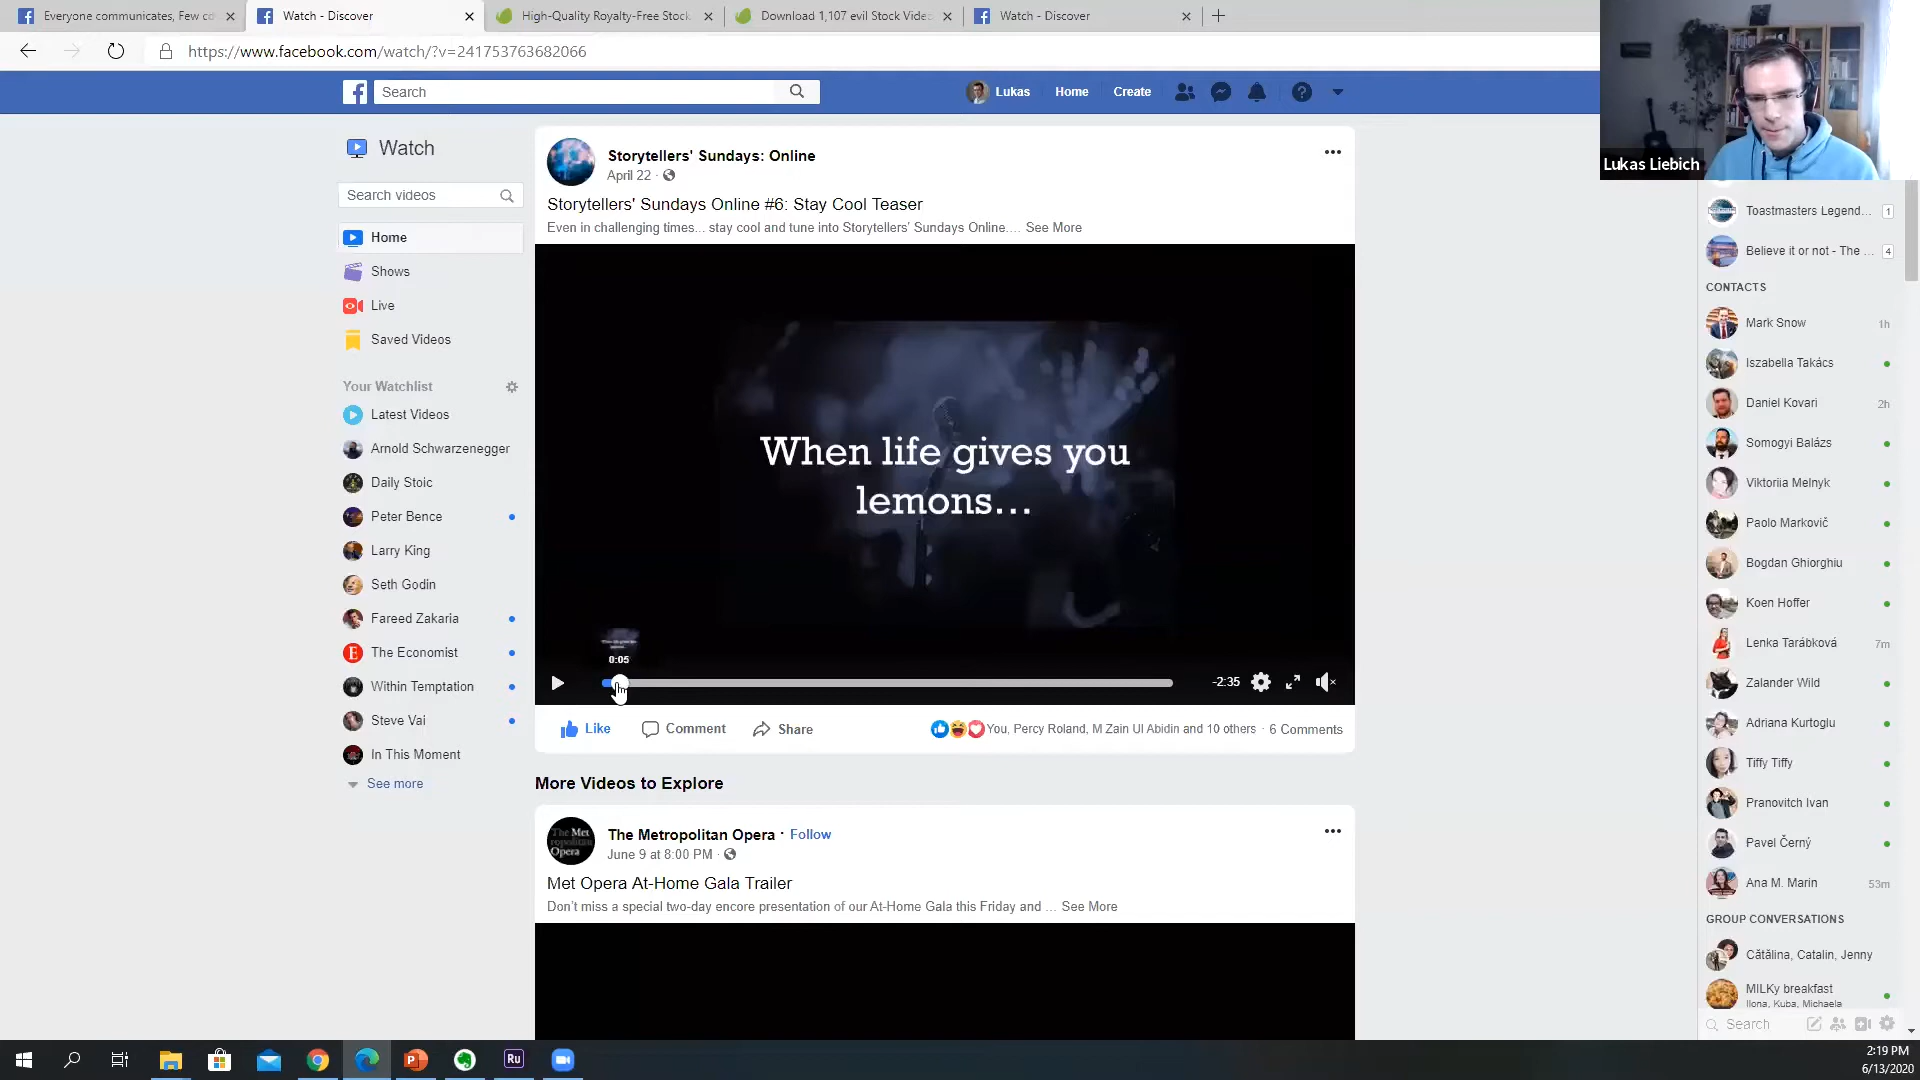 Everyone communicates, Few co
Watch - Discover
High-Quality Royalty-Free Stock
Download 1,107 evil Stock Video
Watch - Discover
https://www.facebook.com/watch/?v=241753763682066
Search
Lukas
Home
Create
Lukas Liebich
Watch
Search videos
Home
Shows
Live
Saved Videos
Your Watchlist
Latest Videos
Arnold Schwarzenegger
Daily Stoic
Peter Bence
Larry King
Seth Godin
Fareed Zakaria
The Economist
Within Temptation
Steve Vai
In This Moment
See more
Storytellers' Sundays: Online
April 22 ·
Storytellers' Sundays Online #6: Stay Cool Teaser
Even in challenging times... stay cool and tune into Storytellers' Sundays Online.... See More
When life gives you
lemons...
0:05
-2:35
Like
Comment
Share
You, Percy Roland, M Zain Ul Abidin and 10 others · 6 Comments
More Videos to Explore
The Met
ropolitan
Opera
The Metropolitan Opera · Follow
June 9 at 8:00 PM ·
Met Opera At-Home Gala Trailer
Don't miss a special two-day encore presentation of our At-Home Gala this Friday and ... See More
Toastmasters Legend... 1
Believe it or not - The ... 4
CONTACTS
Mark Snow 1h
Iszabella Takács
Daniel Kovari 2h
Somogyi Balázs
Viktoriia Melnyk
Paolo Markovič
Bogdan Ghiorghiu
Koen Hoffer
Lenka Tarábková 7m
Zalander Wild
Adriana Kurtoglu
Tiffy Tiffy
Pranovitch Ivan
Pavel Černý
Ana M. Marin 53m
GROUP CONVERSATIONS
Cătălina, Catalin, Jenny
MILKy breakfast
Ilona, Kuba, Michaela
Search
Ru
2:19 PM
6/13/2020